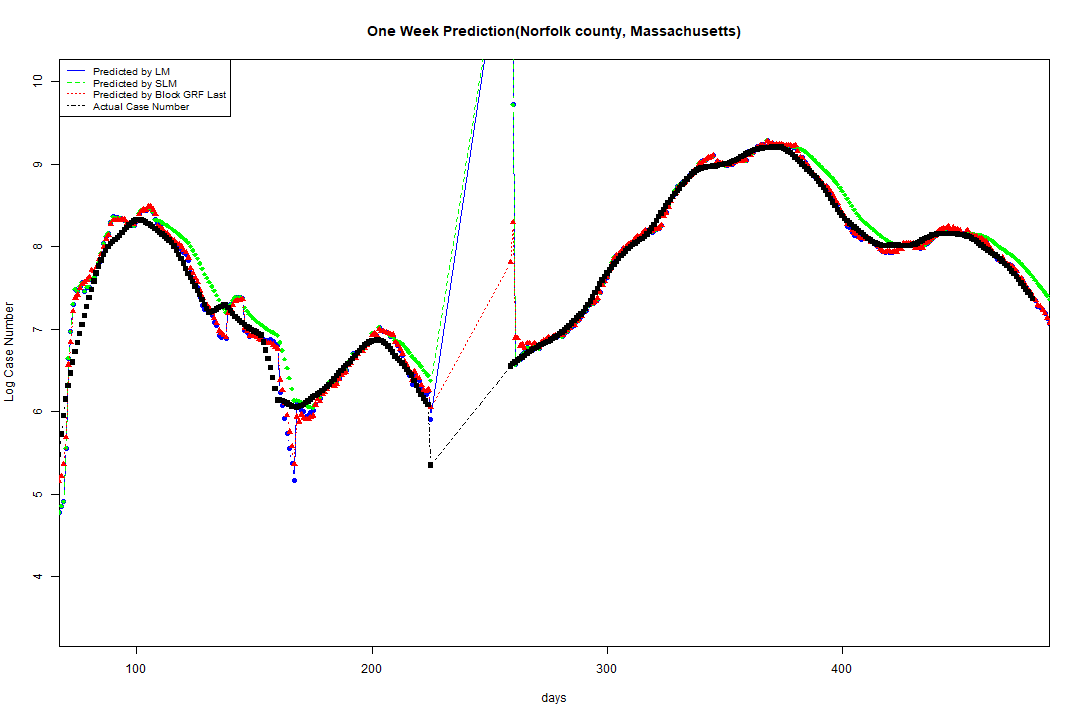 One Week Prediction(Norfolk county, Massachusetts)
Predicted by LM
Predicted by SLM
Predicted by Block GRF Last
Actual Case Number
Log Case Number
10
9
8
7
6
5
4
100 200 300 400
days